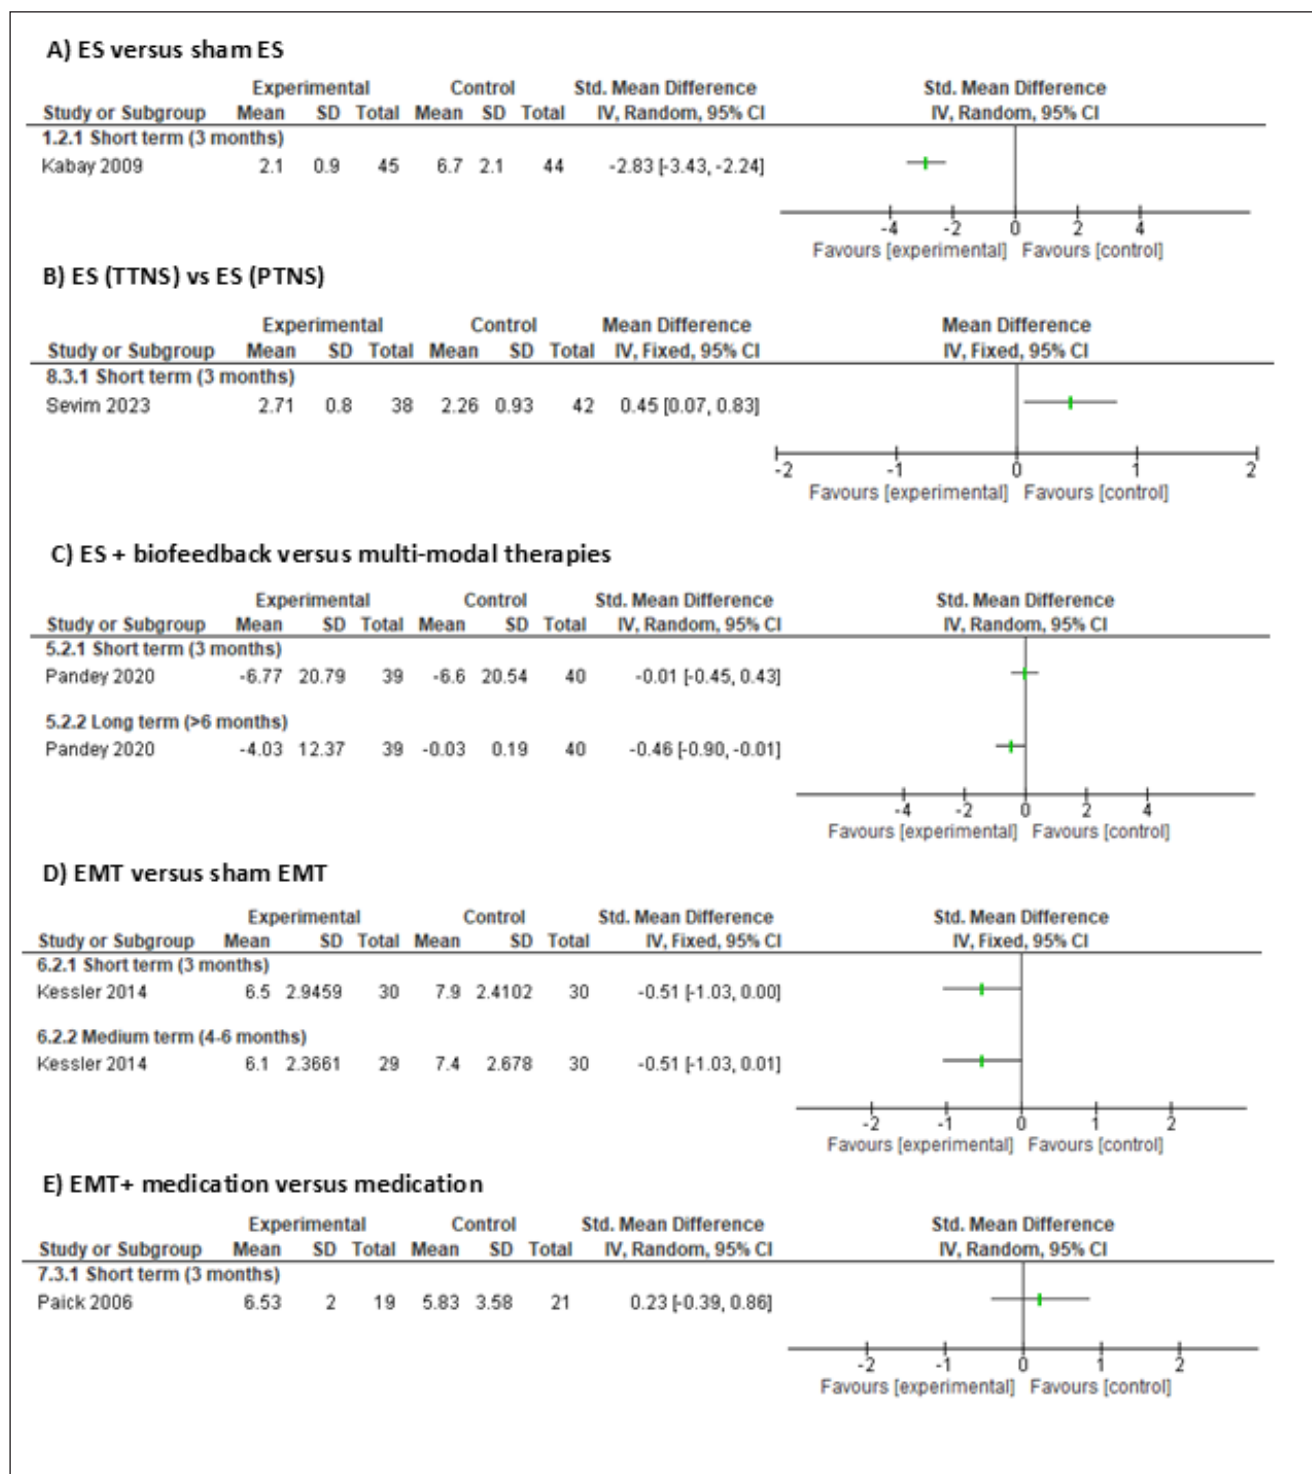 A) ES versus sham ES
Experimental Control Std. Mean Difference Std. Mean Difference
Study or Subgroup Mean SD Total Mean SD Total IV, Random, 95% CI IV, Random, 95% CI
1.2.1 Short term (3 months)
Kabay 2009 2.1 0.9 45 6.7 2.1 44 -2.83 [-3.43, -2.24]
-4 -2 0 2 4
Favours [experimental] Favours [control]
B) ES (TTNS) vs ES (PTNS)
Experimental Control Mean Difference Mean Difference
Study or Subgroup Mean SD Total Mean SD Total IV, Fixed, 95% CI IV, Fixed, 95% CI
8.3.1 Short term (3 months)
Sevim 2023 2.71 0.8 38 2.26 0.93 42 0.45 [0.07, 0.83]
-2 -1 0 1 2
Favours [experimental] Favours [control]
C) ES + biofeedback versus multi-modal therapies
Experimental Control Std. Mean Difference Std. Mean Difference
Study or Subgroup Mean SD Total Mean SD Total IV, Random, 95% CI IV, Random, 95% CI
5.2.1 Short term (3 months)
Pandey 2020 -6.77 20.79 39 -6.6 20.54 40 -0.01 [-0.45, 0.43]
5.2.2 Long term (>6 months)
Pandey 2020 -4.03 12.37 39 -0.03 0.19 40 -0.46 [-0.90, -0.01]
-4 -2 0 2 4
Favours [experimental] Favours [control]
D) EMT versus sham EMT
Experimental Control Std. Mean Difference Std. Mean Difference
Study or Subgroup Mean SD Total Mean SD Total IV, Fixed, 95% CI IV, Fixed, 95% CI
6.2.1 Short term (3 months)
Kessler 2014 6.5 2.9459 30 7.9 2.4102 30 -0.51 [-1.03, 0.00]
6.2.2 Medium term (4-6 months)
Kessler 2014 6.1 2.3661 29 7.4 2.678 30 -0.51 [-1.03, 0.01]
-2 -1 0 1 2
Favours [experimental] Favours [control]
E) EMT+ medication versus medication
Experimental Control Std. Mean Difference Std. Mean Difference
Study or Subgroup Mean SD Total Mean SD Total IV, Random, 95% CI IV, Random, 95% CI
7.3.1 Short term (3 months)
Paick 2006 6.53 2 19 5.83 3.58 21 0.23 [-0.39, 0.86]
-2 -1 0 1 2
Favours [experimental] Favours [control]